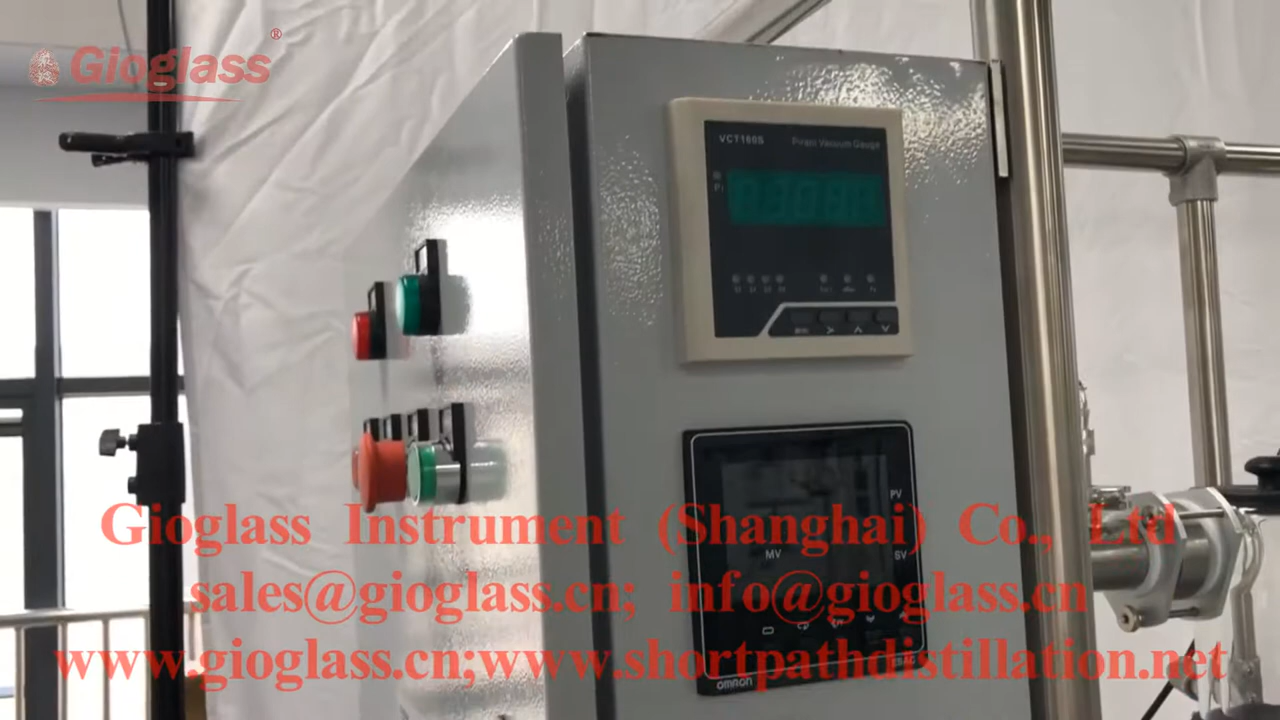 Gioglass®
VCT160S Pirani Vacuum Gauge
Pi
PV
MV
SV
Gioglass Instrument (Shanghai) Co., Ltd
sales@gioglass.cn; info@gioglass.cn
www.gioglass.cn;www.shortpathdistillation.net
OMRON